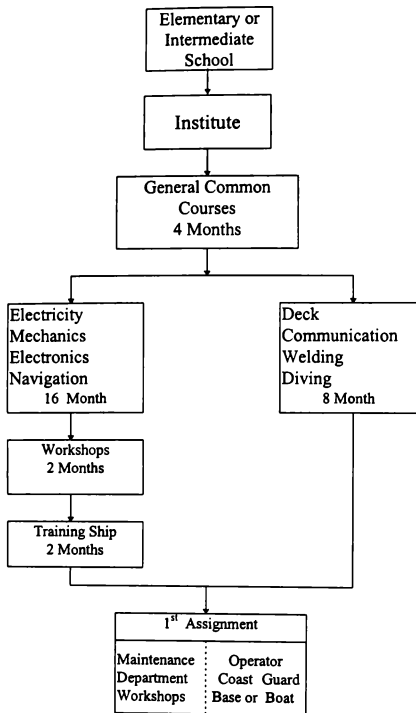 Elementary or
Intermediate
School
Institute
General Common
Courses
4 Months
Electricity
Mechanics
Electronics
Navigation
16 Month
Deck
Communication
Welding
Diving
8 Month
Workshops
2 Months
Training Ship
2 Months
1st Assignment
Maintenance
Department
Workshops
Operator
Coast Guard
Base or Boat